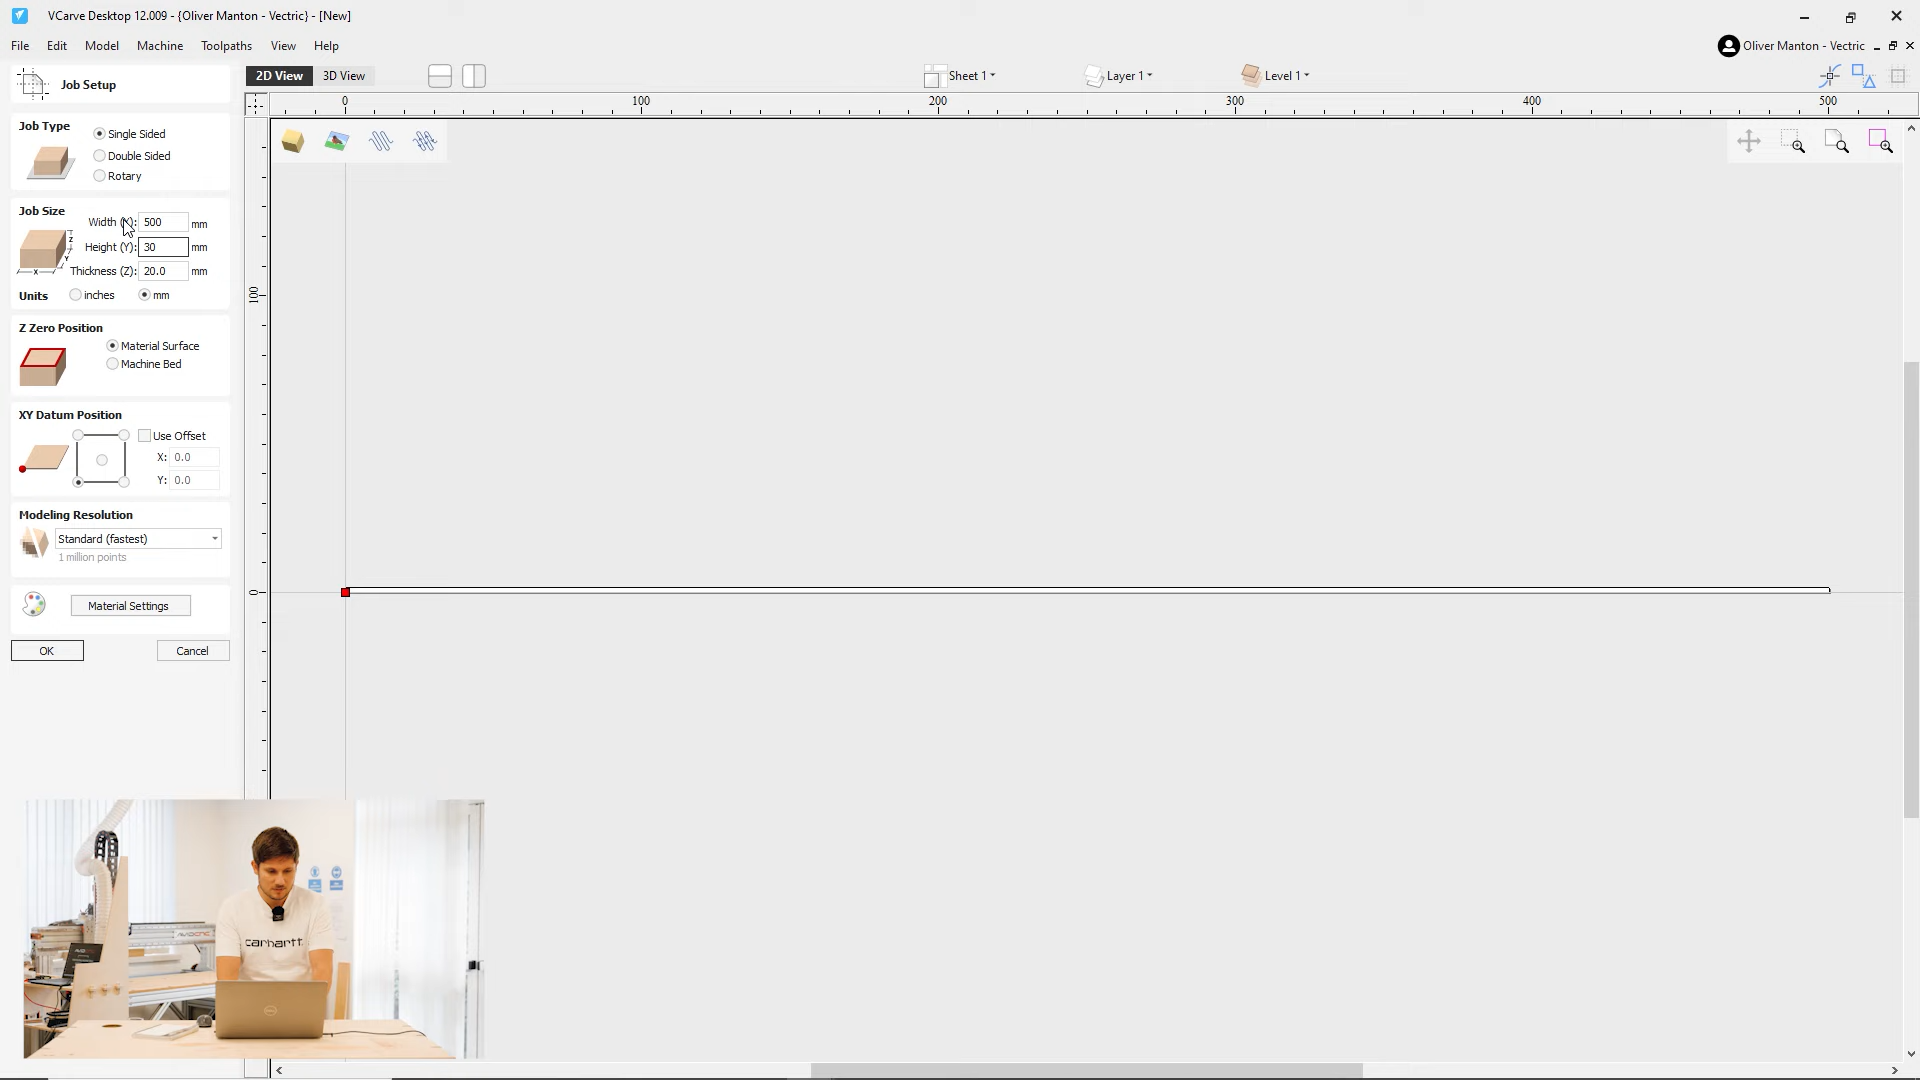 VCarve Desktop 12.009 - {Oliver Manton - Vectric} - [New]
File Edit Model Machine Toolpaths View Help
Oliver Manton - Vectric
Job Setup
2D View 3D View
Sheet 1
Layer 1
Level 1
0 100 200 300 400 500
Job Type
Single Sided
Double Sided
Rotary
Job Size
Width (X): 500 mm
Height (Y): 30 mm
Thickness (Z): 20.0 mm
Z
Y
X
Units inches mm
100
0
Z Zero Position
Material Surface
Machine Bed
XY Datum Position
Use Offset
X: 0.0
Y: 0.0
Modeling Resolution
Standard (fastest)
1 million points
Material Settings
OK Cancel
carhartt